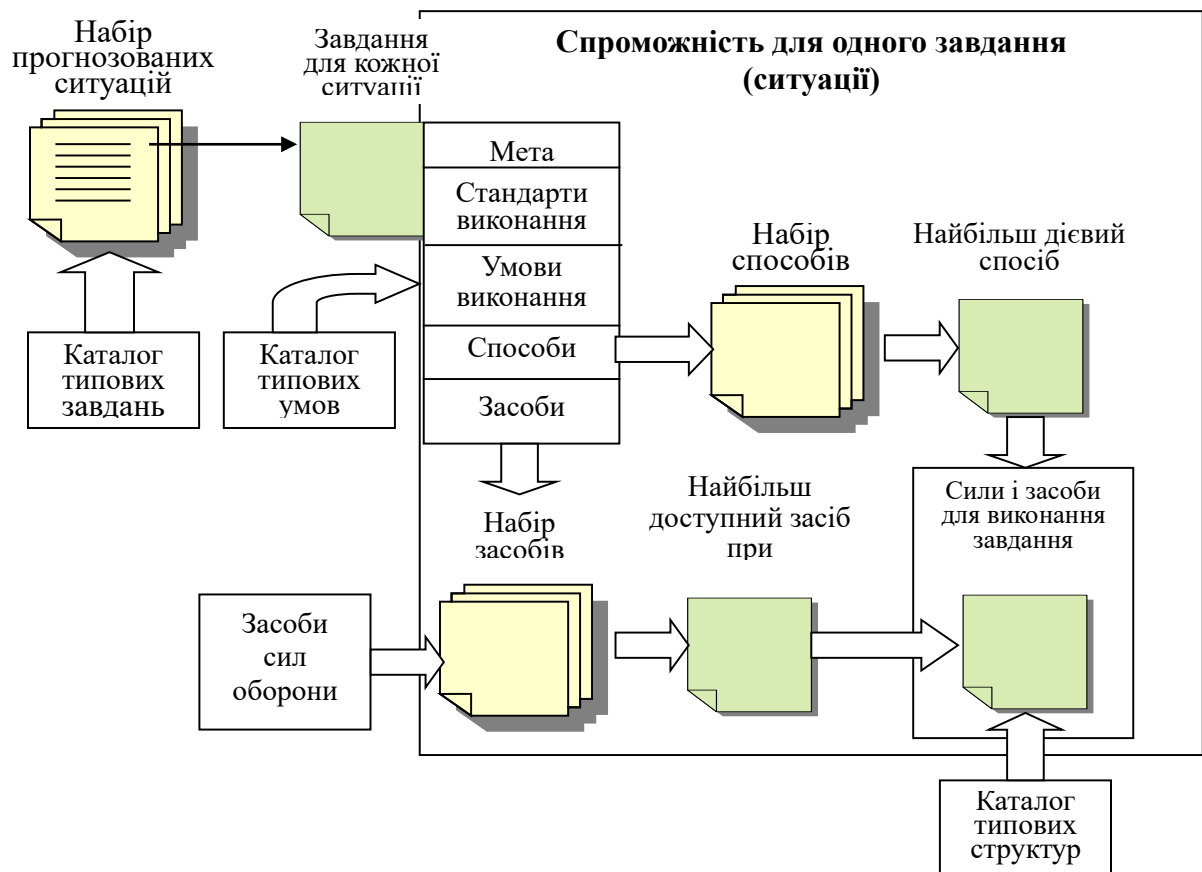 Набір
прогнозованих
ситуацій
Завдання
для кожної
ситуації
Спроможність для одного завдання
(ситуації)
Мета
Стандарти
виконання
Умови
виконання
Способи
Засоби
Набір
способів
Найбільш дієвий
спосіб
Каталог
типових
завдань
Каталог
типових
умов
Набір
засобів
Найбільш
доступний засіб
при
Сили і засоби
для виконання
завдання
Засоби
сил
оборони
Каталог
типових
структур